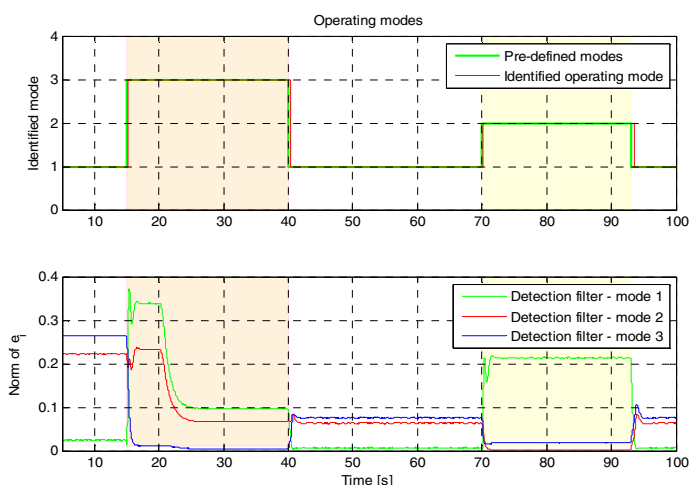 Operating modes
Identified mode
4
3
2
1
0
Pre-defined modes
Identified operating mode
10 20 30 40 50 60 70 80 90 100
Norm of ei
0.4
0.3
0.2
0.1
0
Detection filter - mode 1
Detection filter - mode 2
Detection filter - mode 3
10 20 30 40 50 60 70 80 90 100
Time [s]